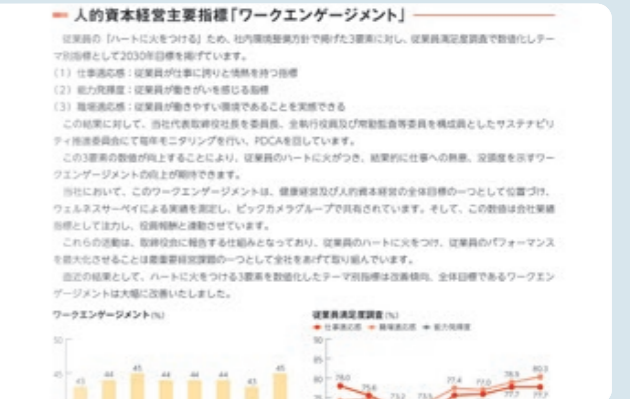 人的資本経営主要指標「ワークエンゲージメント」
従業員の「ハートに火をつける」ため、社内環境整備方針で掲げた3要素に対し、従業員満足度調査で数値化しテー
マ別指標として2030年目標を掲げています。
（1）仕事適応感：従業員が仕事に誇りと情熱を持つ指標
（2）能力発揮度：従業員が働きがいを感じる指標
（3）職場適応感：従業員が働きやすい環境であることを実感できる
この結果に対して、当社代表取締役社長を委員長、全執行役員及び常勤監査等委員を構成員としたサステナビリ
ティ推進委員会にて毎年モニタリングを行い、PDCAを回しています。
この3要素の数値が向上することにより、従業員のハートに火がつき、結果的に仕事への熱意、没頭度を示すワー
クエンゲージメントの向上が期待できます。
当社において、このワークエンゲージメントは、健康経営及び人的資本経営の全体目標の一つとして位置づけ、
ウェルネスサーベイによる実績を測定し、ビックカメラグループで共有されています。そして、この数値は会社業績
指標として注力し、役員報酬と連動させています。
これらの活動は、取締役会に報告する仕組みとなっており、従業員のハートに火をつけ、従業員のパフォーマンス
を最大化させることは最重要経営課題の一つとして全社をあげて取り組んでいます。
直近の結果として、ハートに火をつける3要素を数値化したテーマ別指標は改善傾向、全体目標であるワークエン
ゲージメントは大幅に改善いたしました。
ワークエンゲージメント(%)
50
45
43 44 45 44 44 44 43 45
従業員満足度調査(%)
仕事適応感 職場適応感 能力発揮度
90
85
80
75
78.0 75.6 73.2 73.5 77.4 77.0 78.9 80.3
77.7 77.7